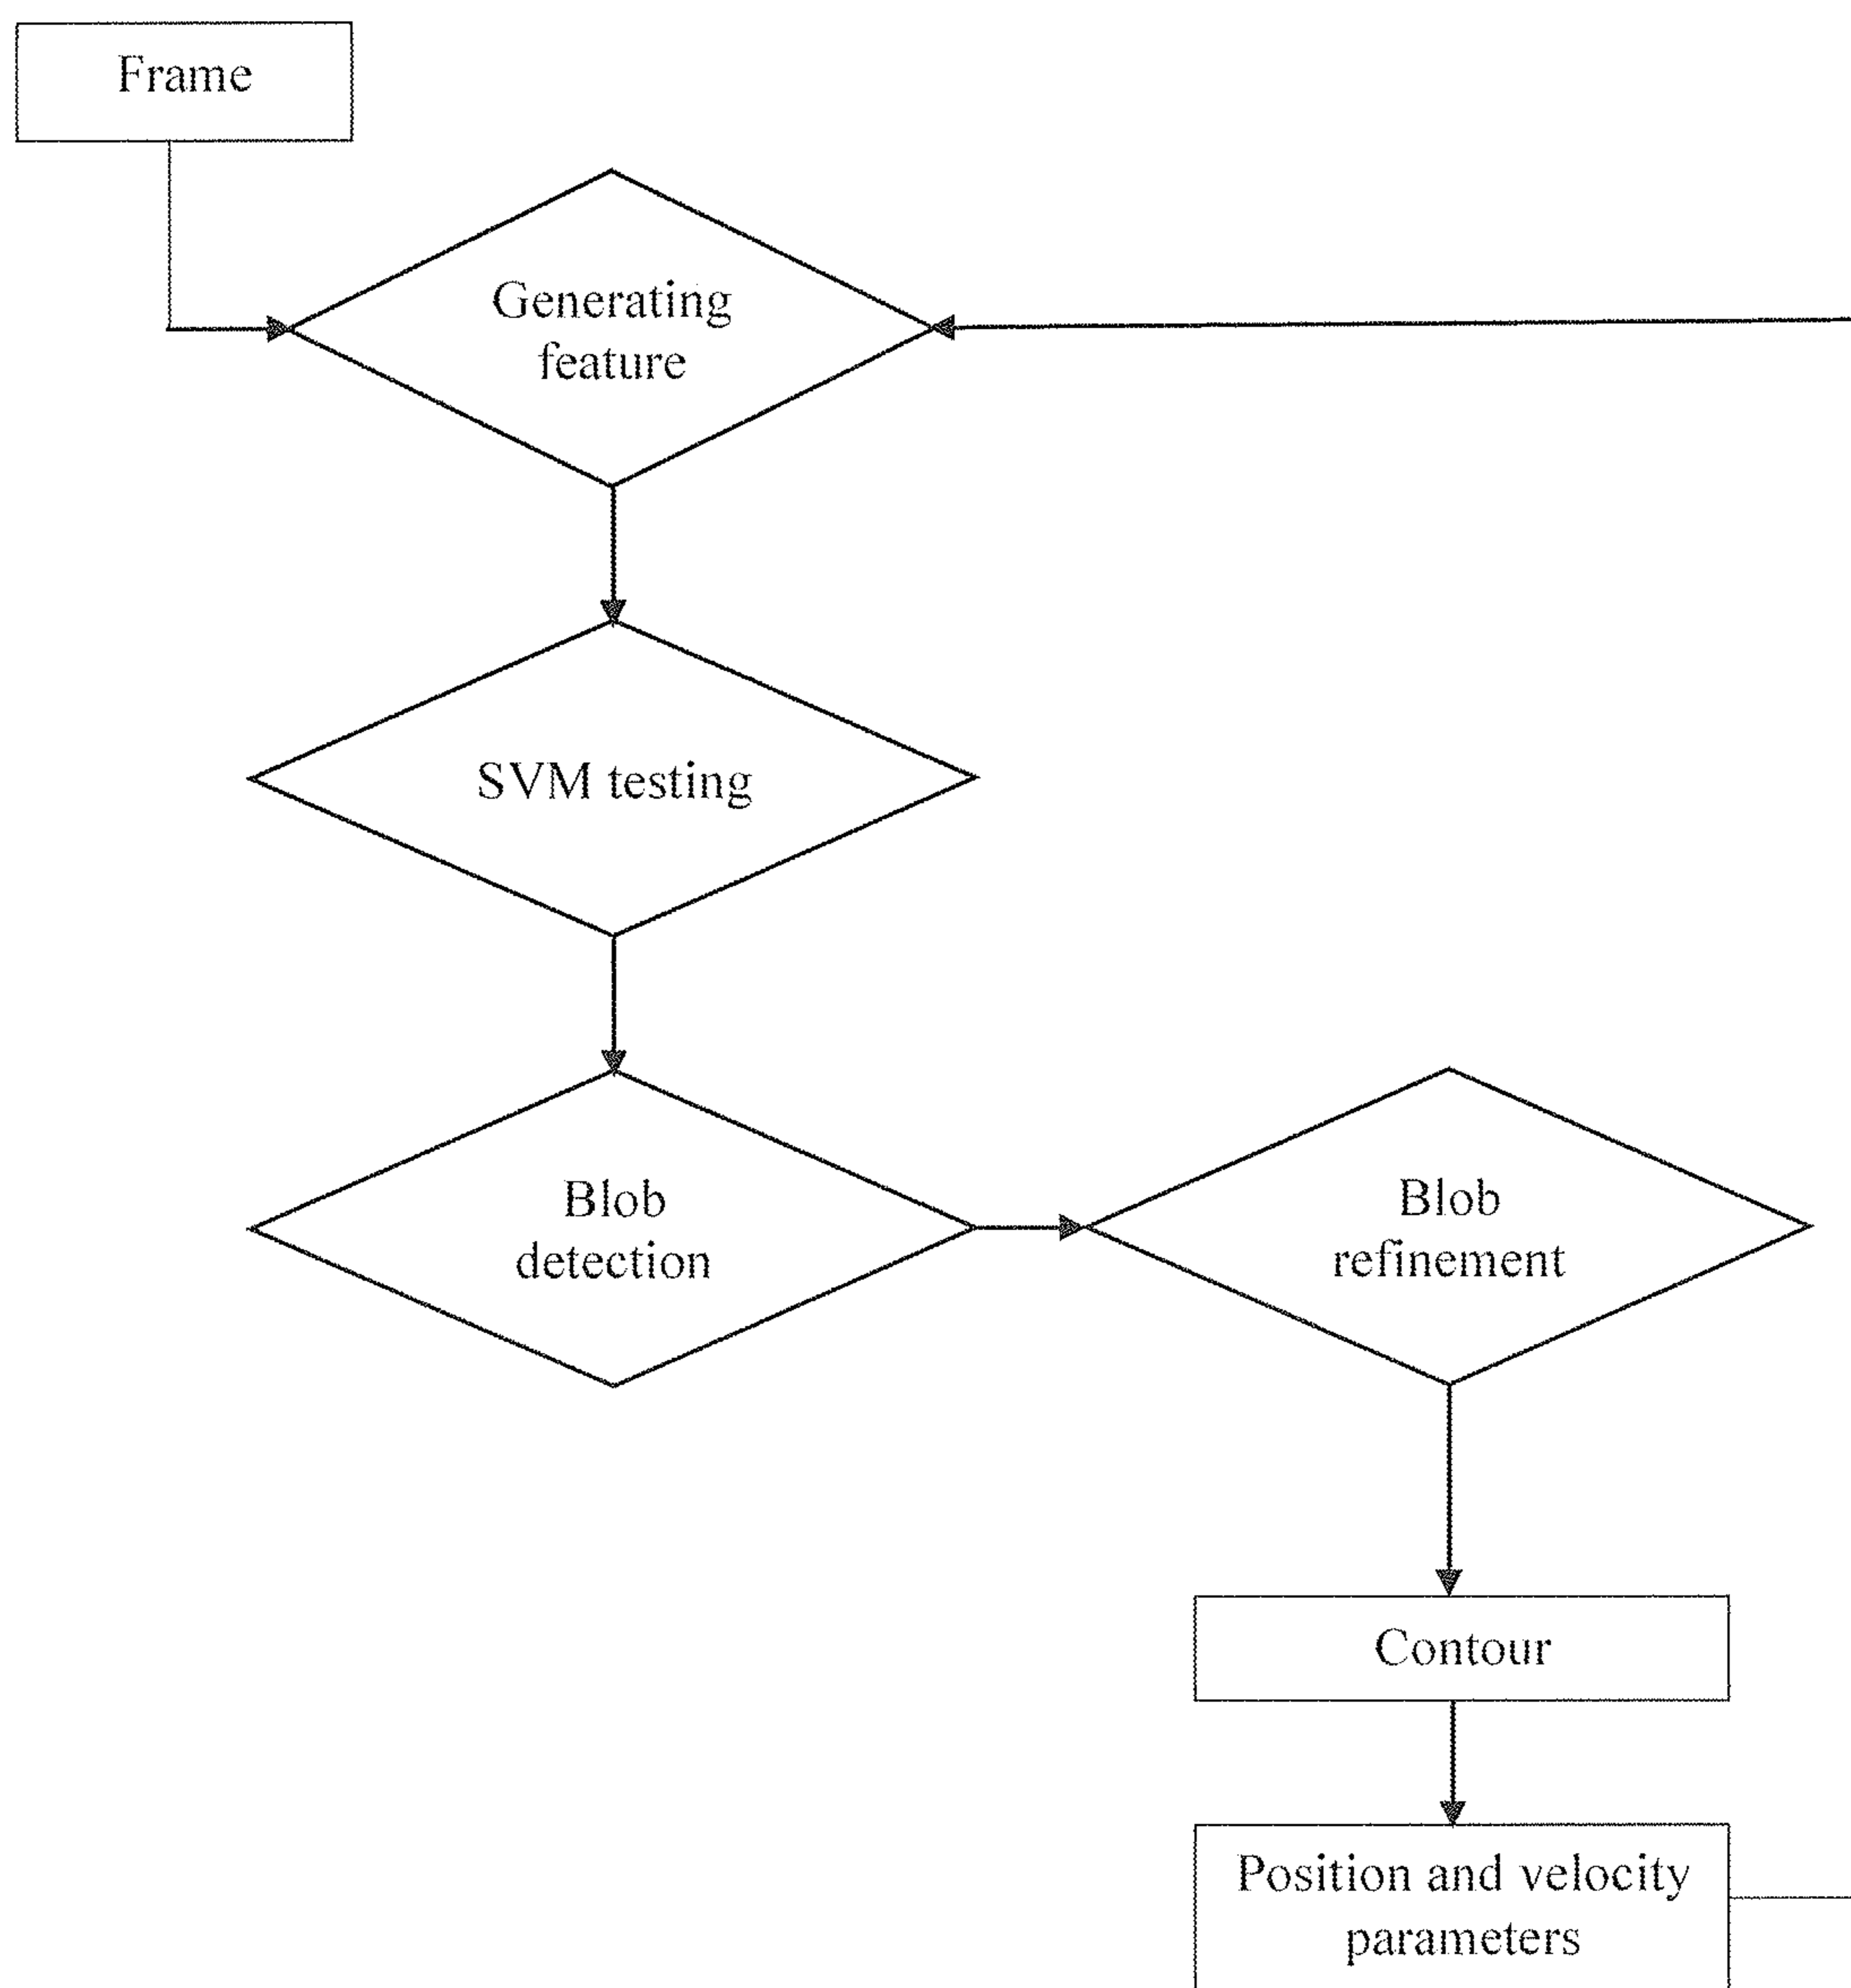 Frame
Generating
feature
SVM testing
Blob
detection
Blob
refinement
Contour
Position and velocity
parameters